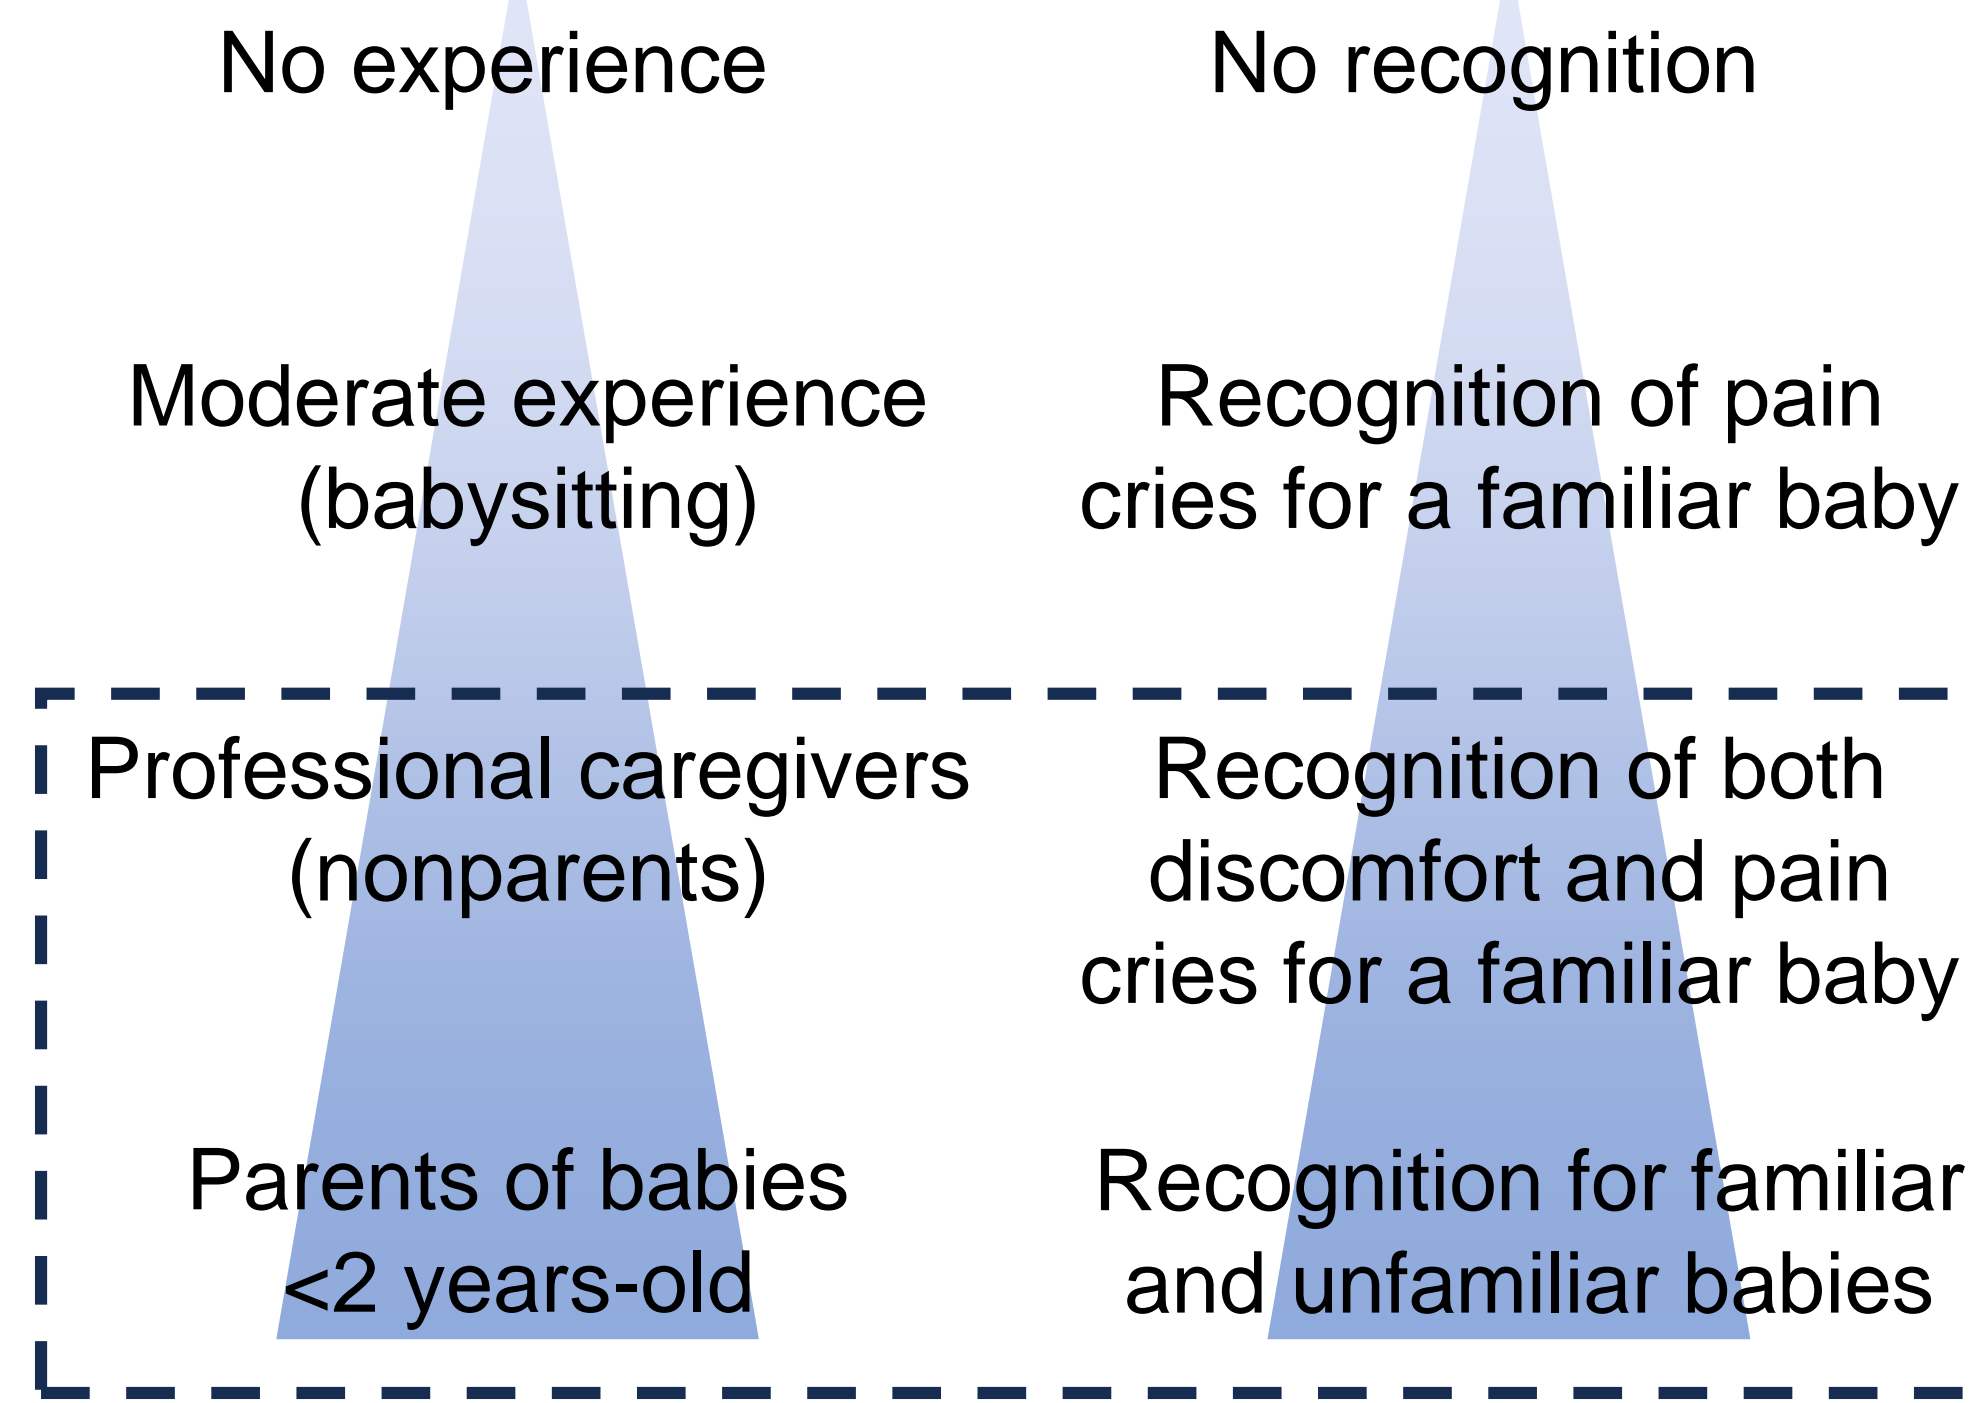 No experience
No recognition
Moderate experience
(babysitting)
Recognition of pain
cries for a familiar baby
Professional caregivers
(nonparents)
Recognition of both
discomfort and pain
cries for a familiar baby
Parents of babies
<2 years-old
Recognition for familiar
and unfamiliar babies